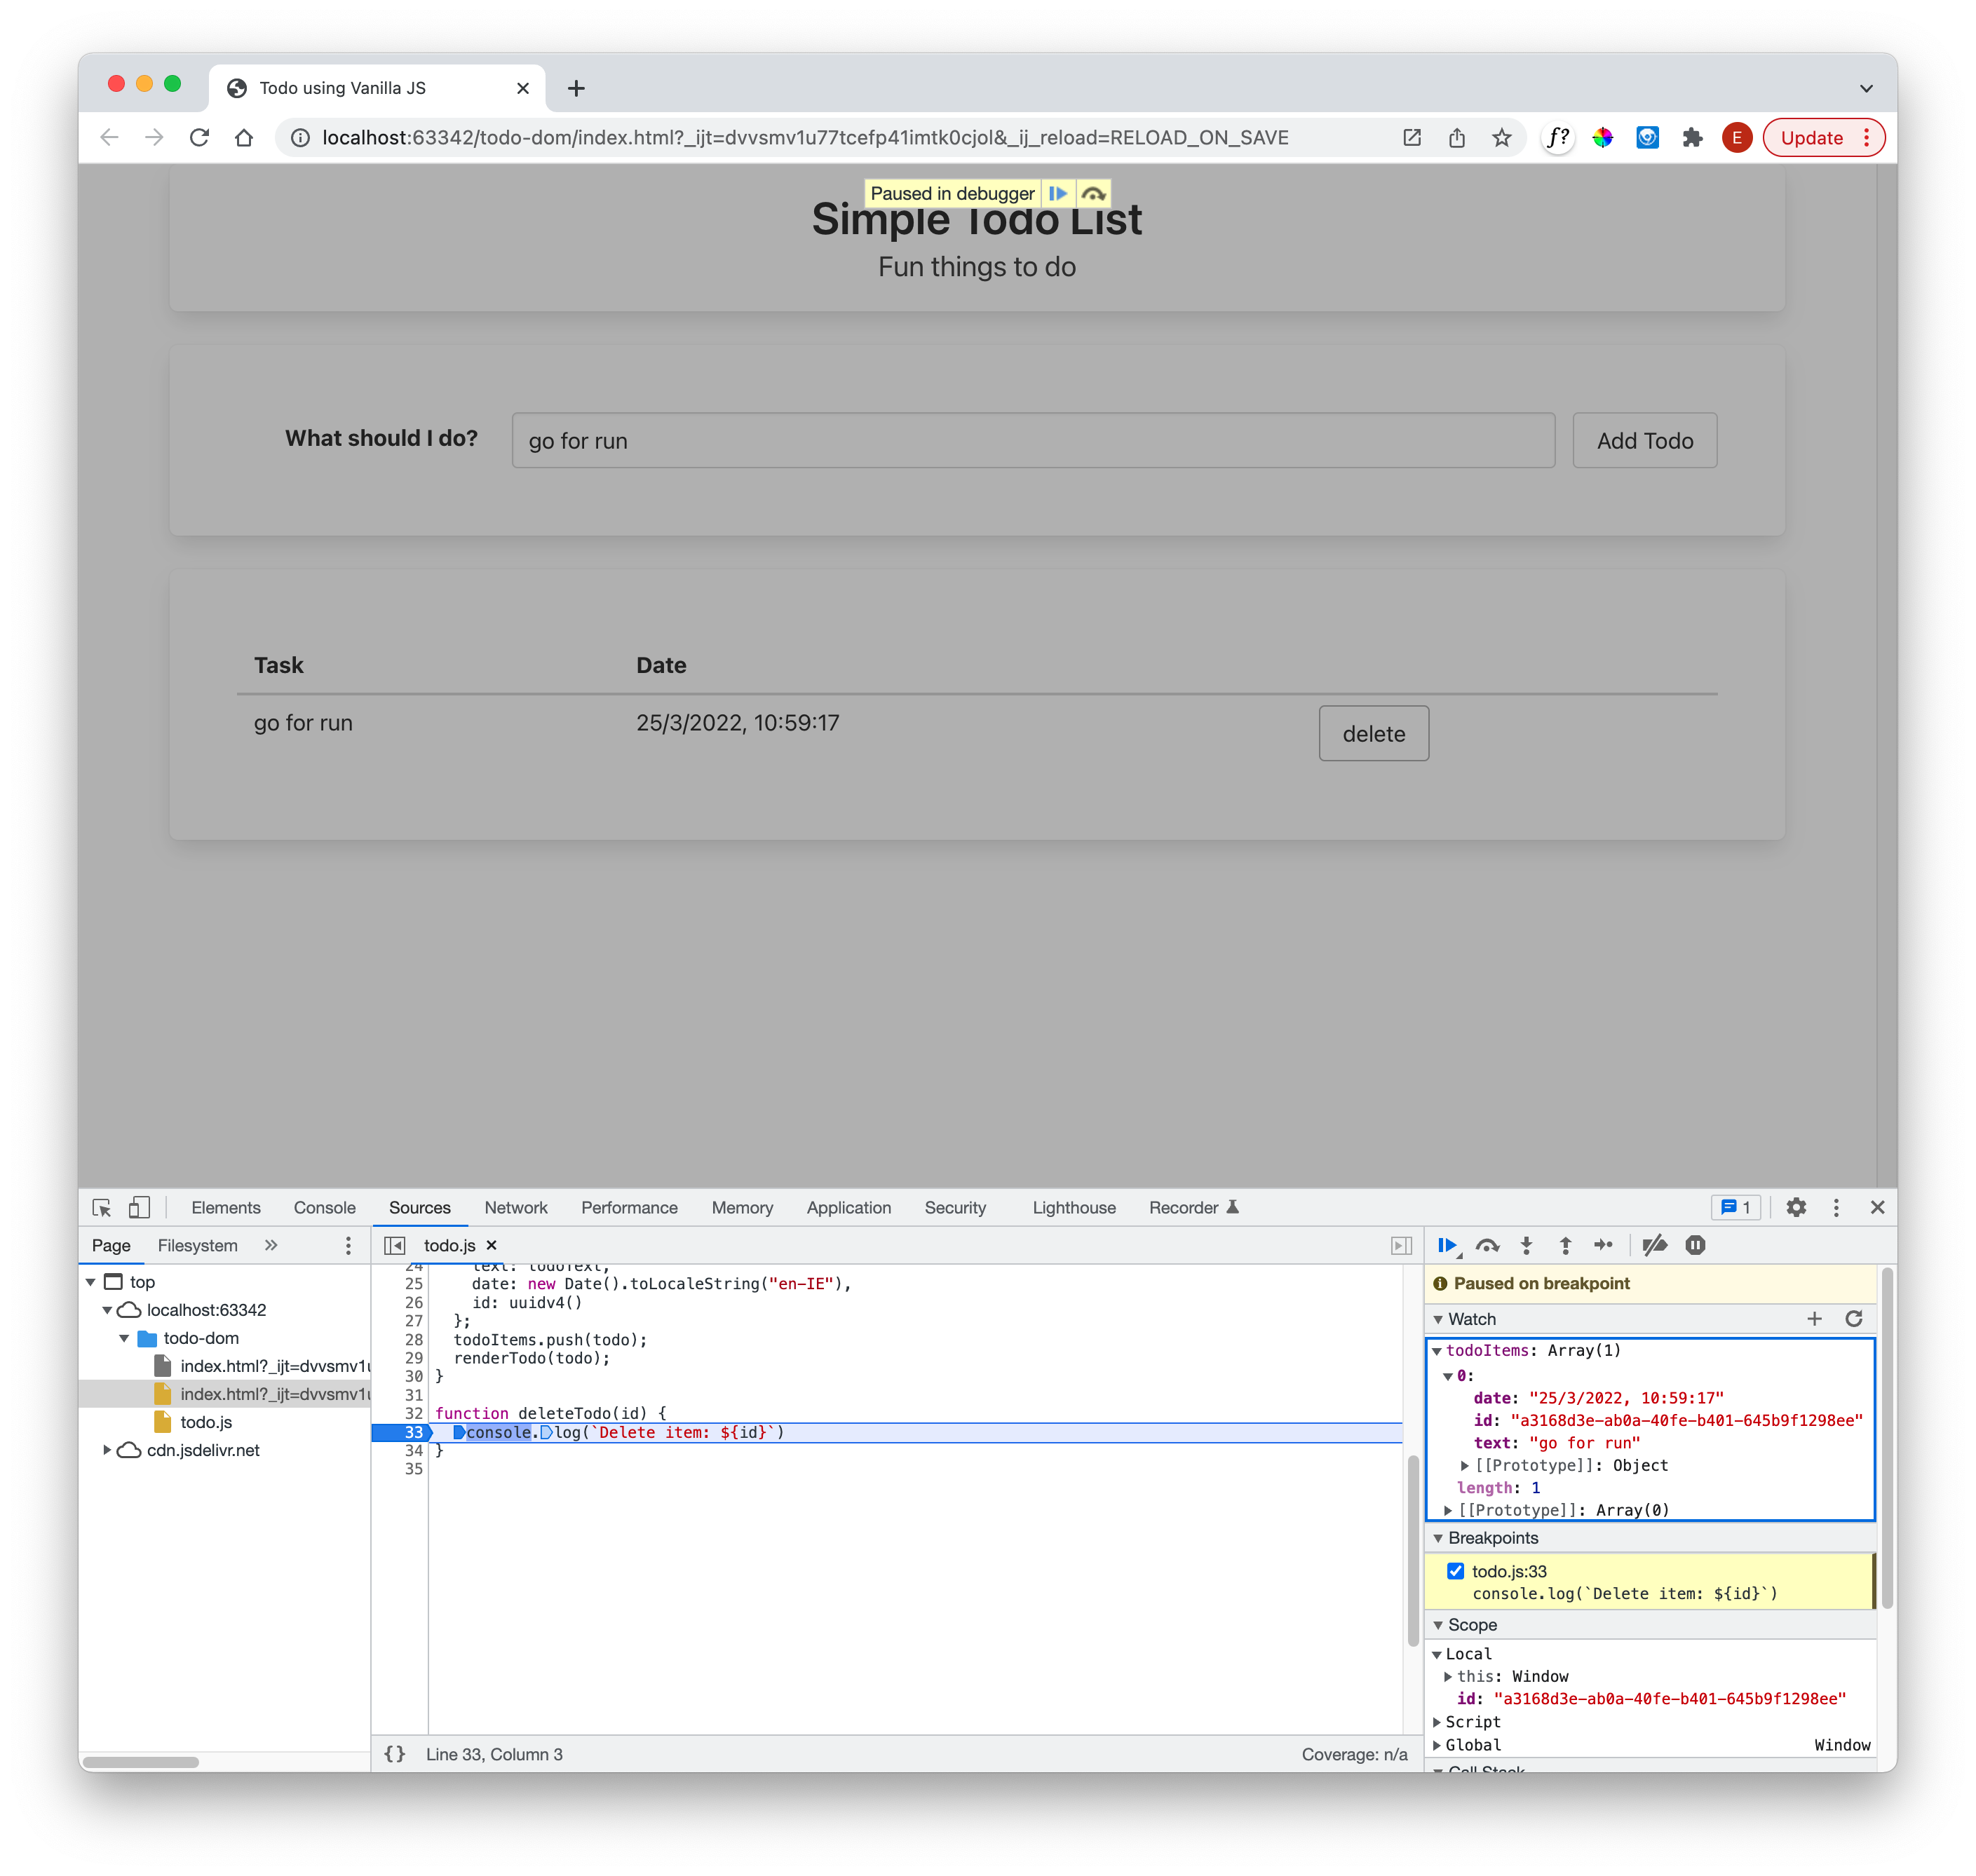 Todo using Vanilla JS
localhost:63342/todo-dom/index.html?_ijt=dvvsmv1u77tcefp41imtk0cjol&_ij_reload=RELOAD_ON_SAVE
f?
E
Update
Paused in debugger
Simple Todo List
Fun things to do
What should I do?
go for run
Add Todo
Task
Date
go for run
25/3/2022, 10:59:17
delete
Elements
Console
Sources
Network
Performance
Memory
Application
Security
Lighthouse
Recorder
1
Page
Filesystem
top
localhost:63342
todo-dom
index.html?_ijt=dvvsmv1u
index.html?_ijt=dvvsmv1u
todo.js
cdn.jsdelivr.net
todo.js
24 text: todoText,
25 date: new Date().toLocaleString("en-IE"),
26 id: uuidv4()
27 };
28 todoItems.push(todo);
29 renderTodo(todo);
30 }
31
32 function deleteTodo(id) {
33 console.log(`Delete item: ${id}`)
34 }
35
{} Line 33, Column 3
Coverage: n/a
Paused on breakpoint
Watch
todoItems: Array(1)
0:
date: "25/3/2022, 10:59:17"
id: "a3168d3e-ab0a-40fe-b401-645b9f1298ee"
text: "go for run"
[[Prototype]]: Object
length: 1
[[Prototype]]: Array(0)
Breakpoints
todo.js:33
console.log(`Delete item: ${id}`)
Scope
Local
this: Window
id: "a3168d3e-ab0a-40fe-b401-645b9f1298ee"
Script
Global Window
Call Stack